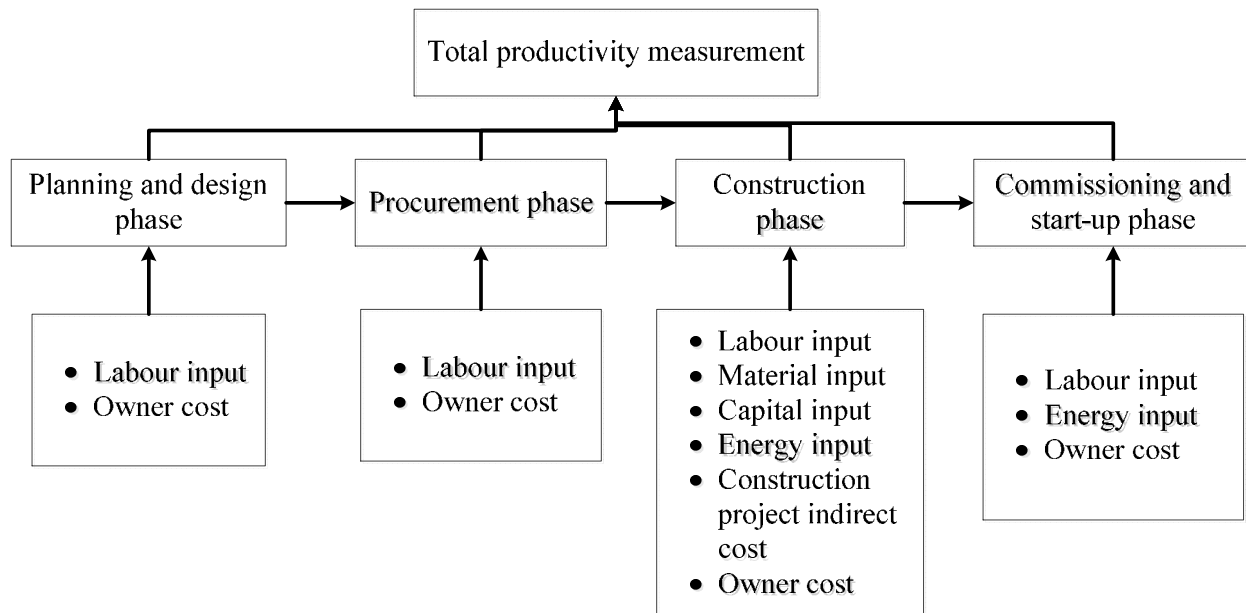 Total productivity measurement
Planning and design
phase
Procurement phase
Construction
phase
Commissioning and
start-up phase
• Labour input
• Owner cost
• Labour input
• Owner cost
• Labour input
• Material input
• Capital input
• Energy input
• Construction
project indirect
cost
• Owner cost
• Labour input
• Energy input
• Owner cost